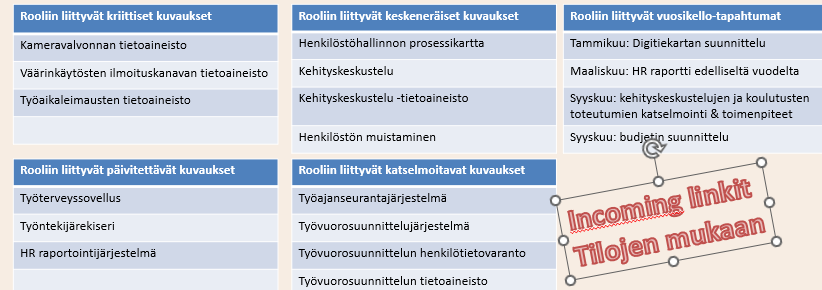 Rooliin liittyvät kriittiset kuvaukset
Kameravalvonnan tietoaineisto
Väärinkäytösten ilmoituskanavan tietoaineisto
Työaikaleimausten tietoaineisto
Rooliin liittyvät keskeneräiset kuvaukset
Henkilöstöhallinnon prosessikartta
Kehityskeskustelu
Kehityskeskustelu -tietoaineisto
Henkilöstön muistaminen
Rooliin liittyvät vuosikello-tapahtumat
Tammikuu: Digitiekartan suunnittelu
Maaliskuu: HR raportti edelliseltä vuodelta
Syyskuu: kehityskeskustelujen ja koulutusten
toteutumien katselmointi & toimenpiteet
Syyskuu: budjetin suunnittelu
Rooliin liittyvät päivitettävät kuvaukset
Työterveyssovellus
Työntekijärekiseri
HR raportointijärjestelmä
Rooliin liittyvät katselmoitavat kuvaukset
Työajanseurantajärjestelmä
Työvuorosuunnittelujärjestelmä
Työvuorosuunnittelun henkilötietovaranto
Työvuorosuunnittelun tietoaineisto
Incoming linkit
Tilojen mukaan